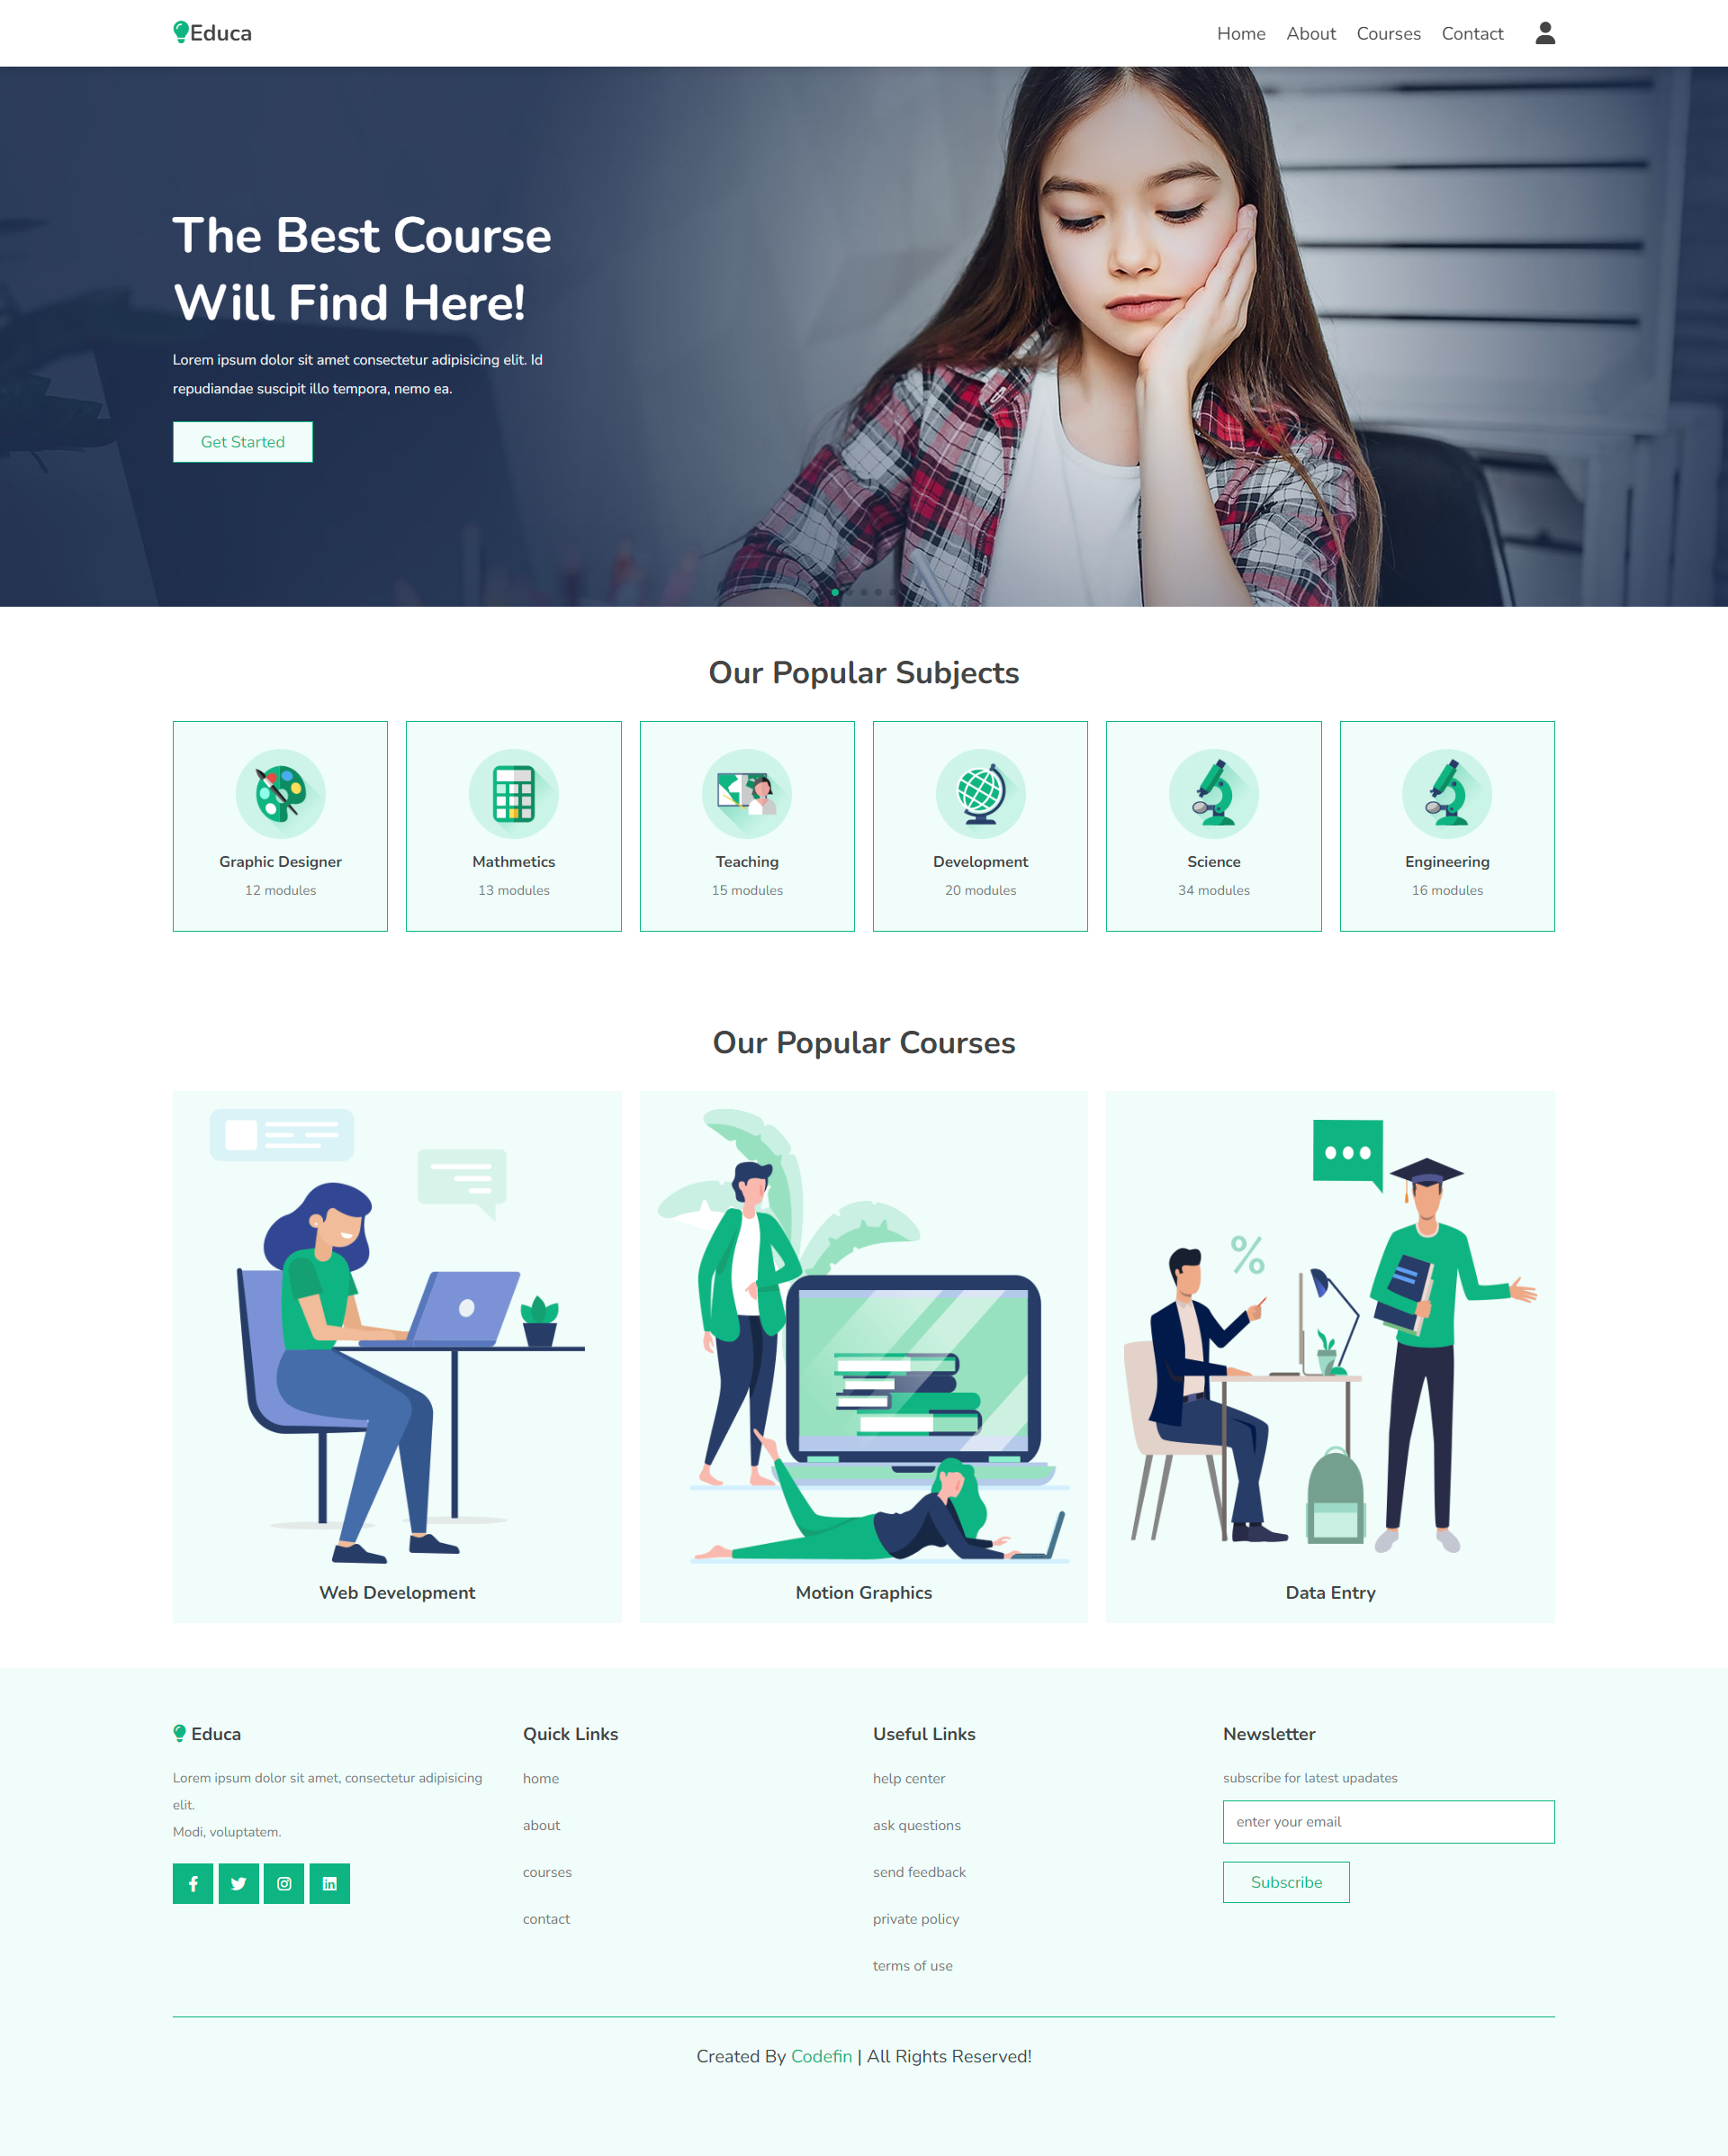 Educa
Home About Courses Contact
The Best Course
Will Find Here!
Lorem ipsum dolor sit amet consectetur adipisicing elit. Id
repudiandae suscipit illo tempora, nemo ea.
Get Started
Our Popular Subjects
Graphic Designer
12 modules
Mathmetics
13 modules
Teaching
15 modules
Development
20 modules
Science
34 modules
Engineering
16 modules
Our Popular Courses
%
Web Development
Motion Graphics
Data Entry
Educa
Lorem ipsum dolor sit amet, consectetur adipisicing
elit.
Modi, voluptatem.
Quick Links
home
about
courses
contact
Useful Links
help center
ask questions
send feedback
private policy
terms of use
Newsletter
subscribe for latest upadates
enter your email
Subscribe
Created By Codefin | All Rights Reserved!